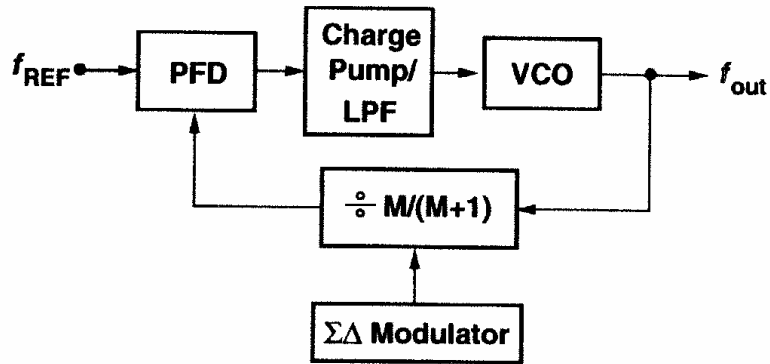 Charge
Pump/
LPF
f_REF
PFD
VCO
f_out
÷ M/(M+1)
ΣΔ Modulator